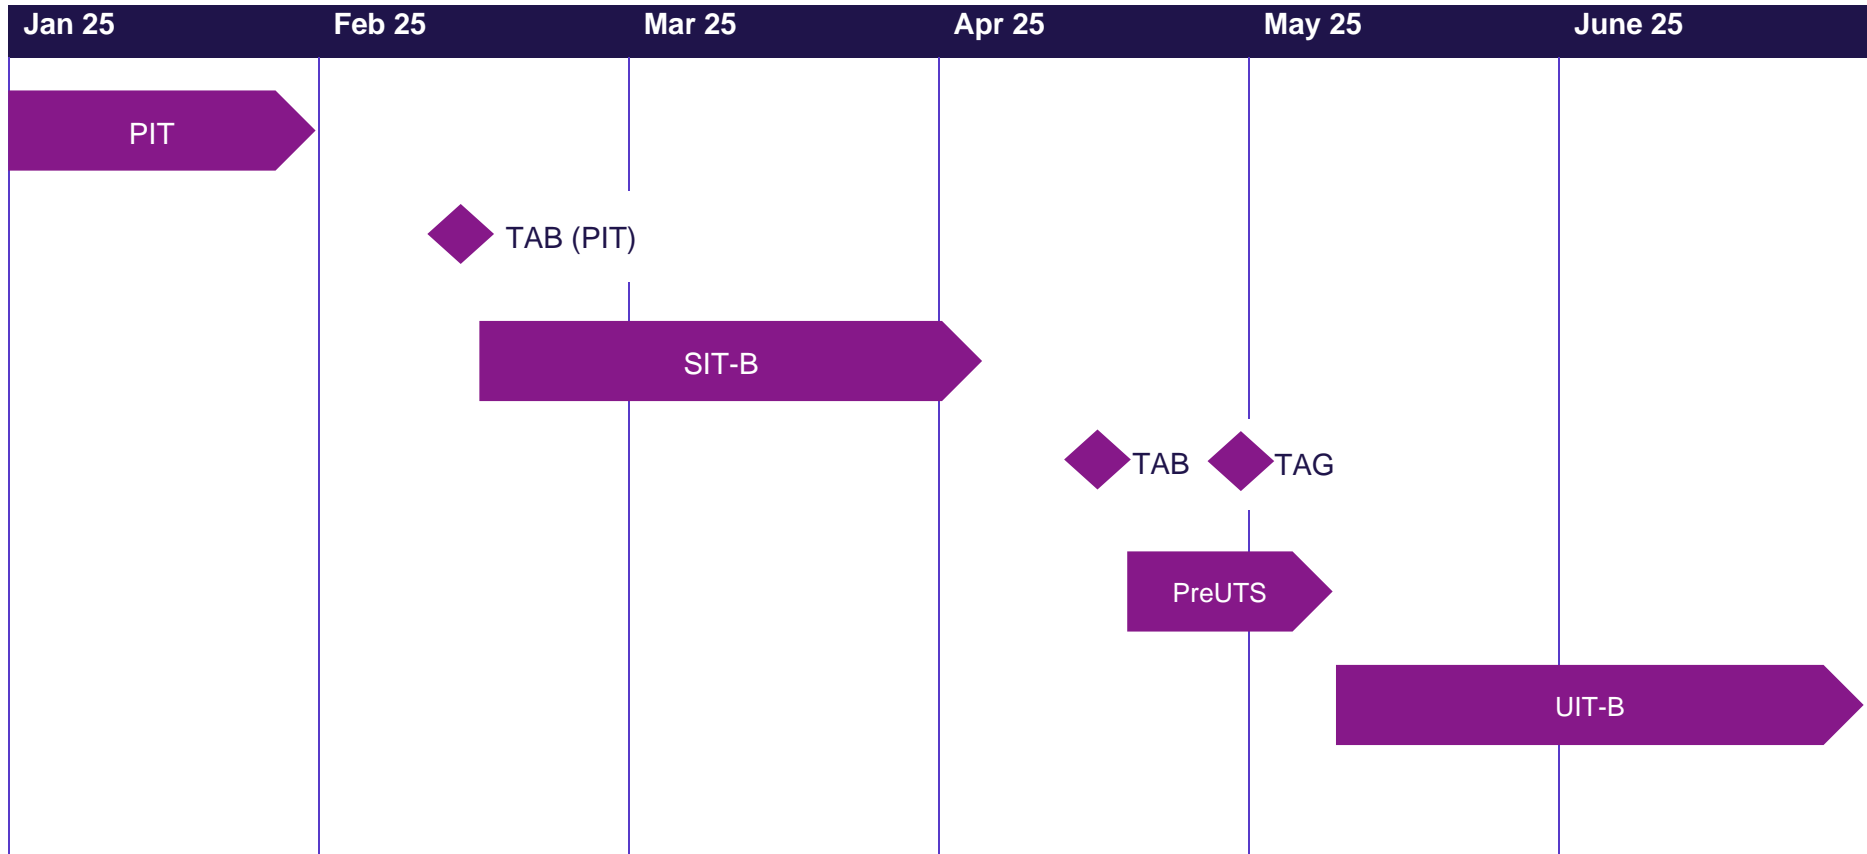 Jan 25 Feb 25 Mar 25 Apr 25 May 25 June 25
PIT
TAB (PIT)
SIT-B
TAB TAG
PreUTS
UIT-B